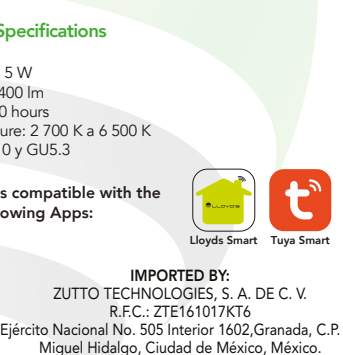 Specifications
5 W
400 lm
0 hours
ure: 2 700 K a 6 500 K
0 y GU5.3
s compatible with the
owing Apps:
LLOYD'S
Lloyds Smart Tuya Smart
IMPORTED BY:
ZUTTO TECHNOLOGIES, S. A. DE C. V.
R.F.C.: ZTE161017KT6
Ejército Nacional No. 505 Interior 1602,Granada, C.P.
Miguel Hidalgo, Ciudad de México, México.